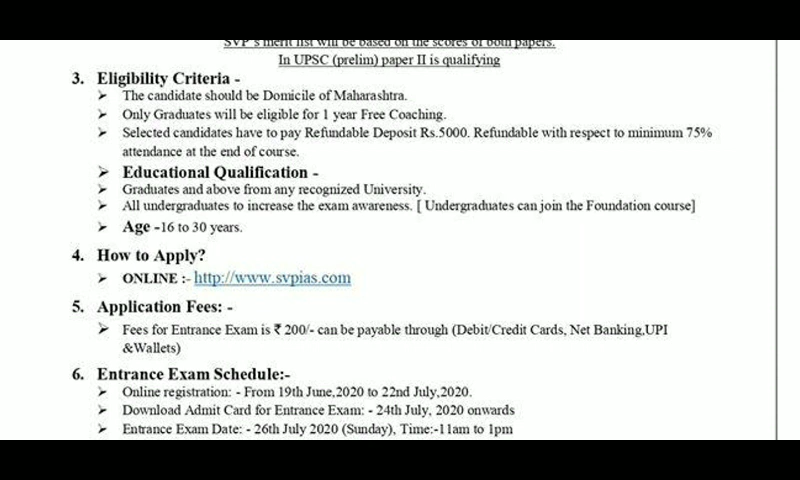 SVP's merit list will be based on the scores of both papers.
In UPSC (prelim) paper II is qualifying
3. Eligibility Criteria -
➢ The candidate should be Domicile of Maharashtra.
➢ Only Graduates will be eligible for 1 year Free Coaching.
➢ Selected candidates have to pay Refundable Deposit Rs.5000. Refundable with respect to minimum 75%
attendance at the end of course.
➢ Educational Qualification -
➢ Graduates and above from any recognized University.
➢ All undergraduates to increase the exam awareness. [ Undergraduates can join the Foundation course]
➢ Age -16 to 30 years.
4. How to Apply?
➢ ONLINE :- http://www.svpias.com
5. Application Fees: -
➢ Fees for Entrance Exam is ₹ 200/- can be payable through (Debit/Credit Cards, Net Banking,UPI
&Wallets)
6. Entrance Exam Schedule:-
➢ Online registration: - From 19th June,2020 to 22nd July,2020.
➢ Download Admit Card for Entrance Exam: - 24th July, 2020 onwards
➢ Entrance Exam Date: - 26th July 2020 (Sunday), Time:-11am to 1pm